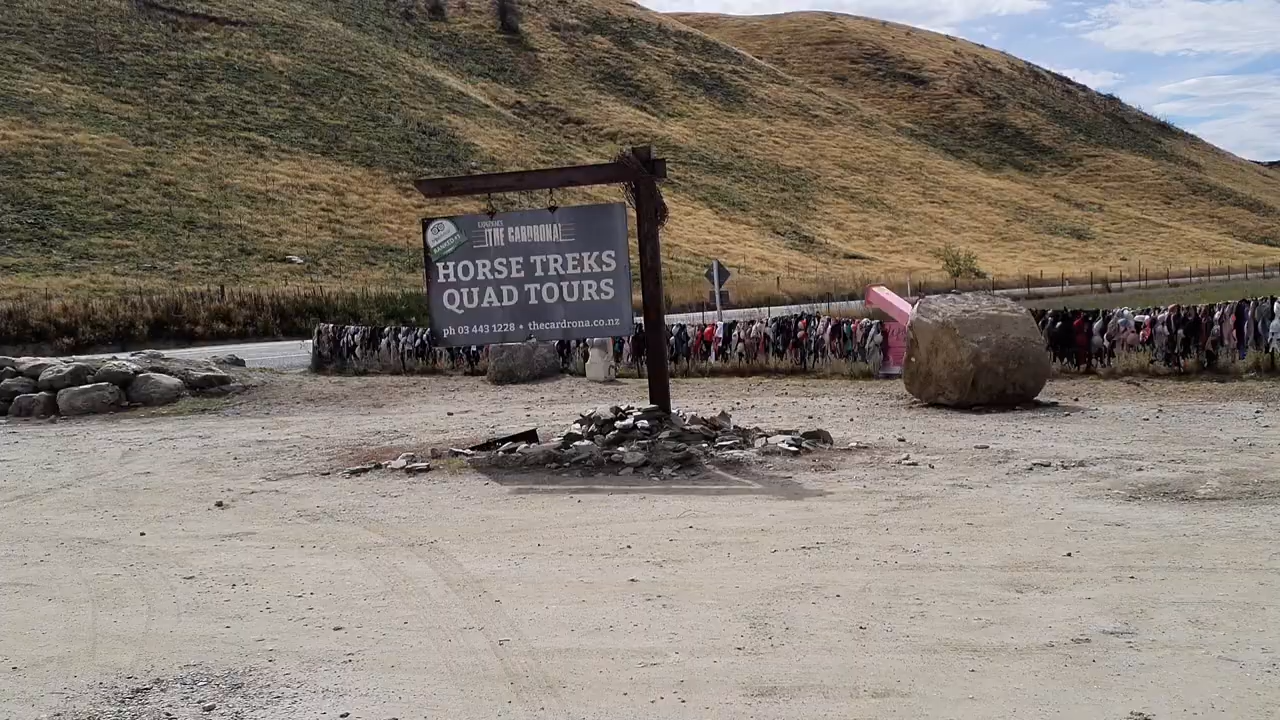 THE CARDRONA
HORSE TREKS
QUAD TOURS
ph 03 443 1228 • thecardrona.co.nz